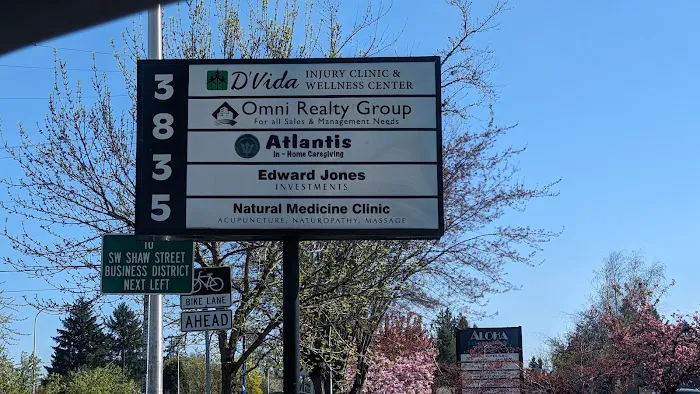 3835
D'Vida INJURY CLINIC &
WELLNESS CENTER
Omni Realty Group
For all Sales & Management Needs
Atlantis
In - Home Caregiving
Edward Jones
INVESTMENTS
Natural Medicine Clinic
ACUPUNCTURE, NATUROPATHY, MASSAGE
TO
SW SHAW STREET
BUSINESS DISTRICT
NEXT LEFT
BIKE LANE
AHEAD
ALOHA